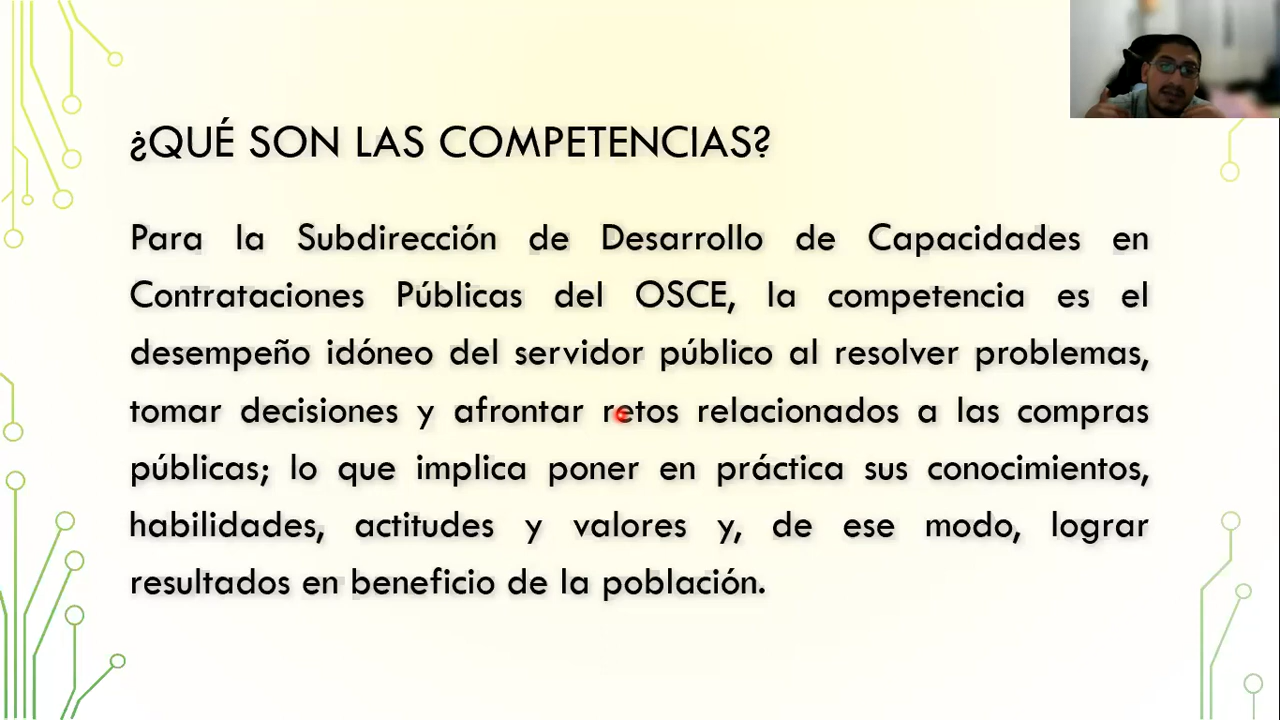 ¿QUÉ SON LAS COMPETENCIAS?
Para la Subdirección de Desarrollo de Capacidades en
Contrataciones Públicas del OSCE, la competencia es el
desempeño idóneo del servidor público al resolver problemas,
tomar decisiones y afrontar retos relacionados a las compras
públicas; lo que implica poner en práctica sus conocimientos,
habilidades, actitudes y valores y, de ese modo, lograr
resultados en beneficio de la población.